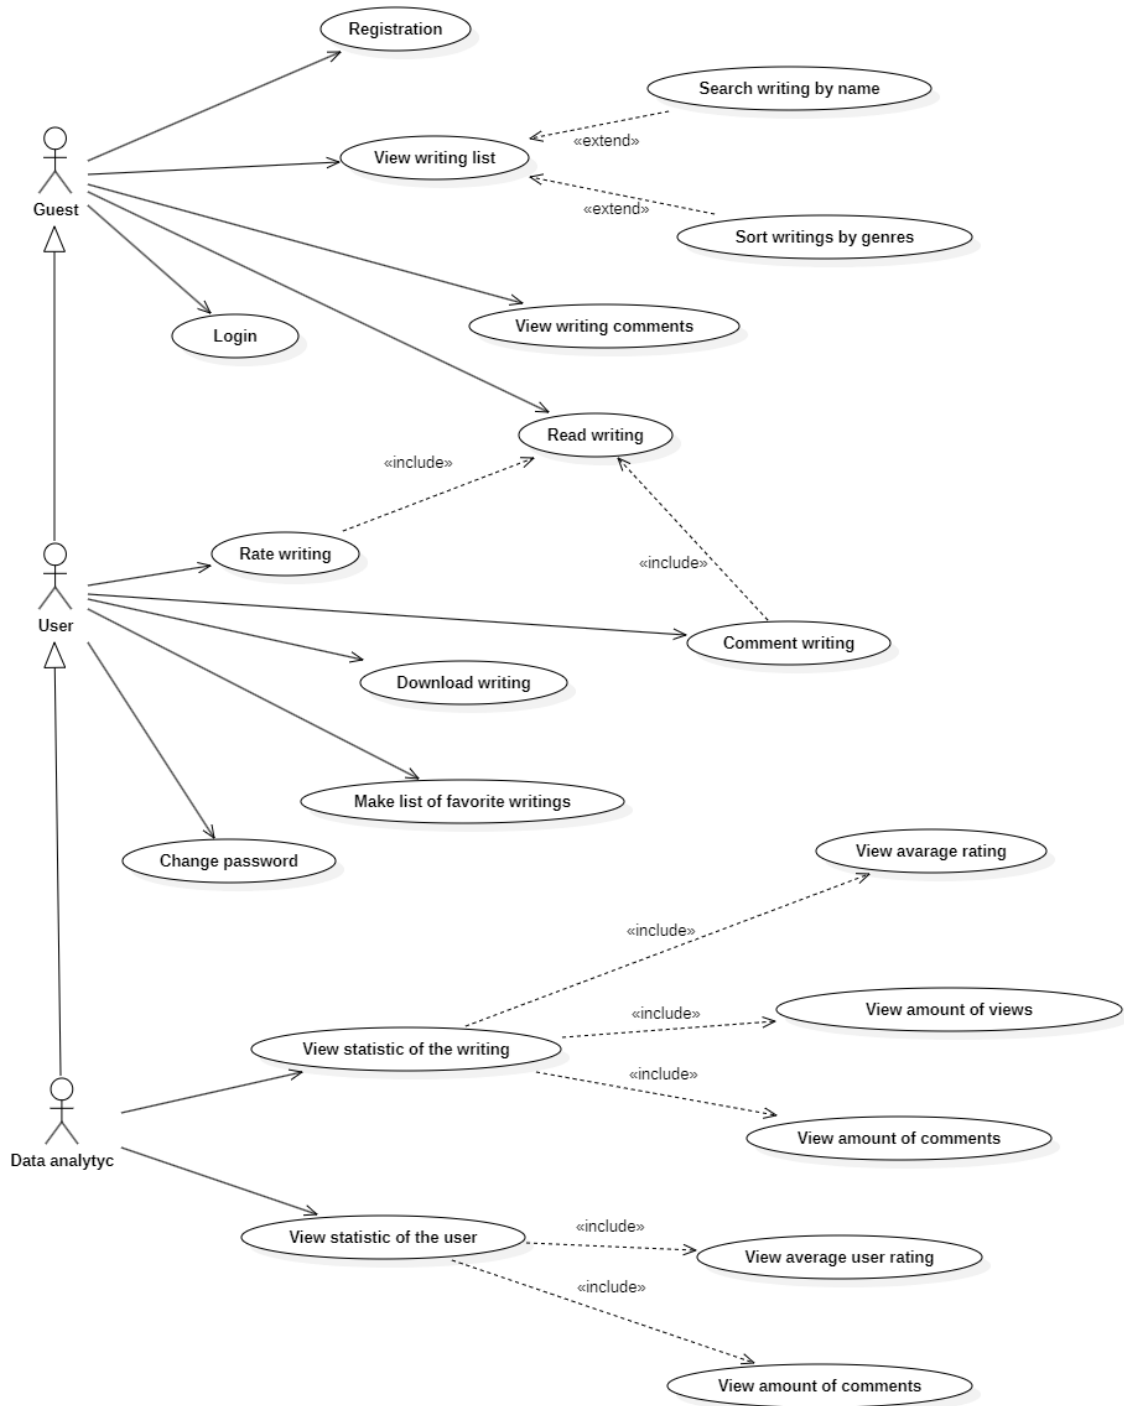 Registration
Search writing by name
«extend»
View writing list
Guest
«extend»
Sort writings by genres
Login
View writing comments
Read writing
«include»
Rate writing
«include»
User
Comment writing
Download writing
Make list of favorite writings
Change password
View avarage rating
«include»
View amount of views
«include»
View statistic of the writing
«include»
View amount of comments
Data analytyc
View statistic of the user
«include»
View average user rating
«include»
View amount of comments